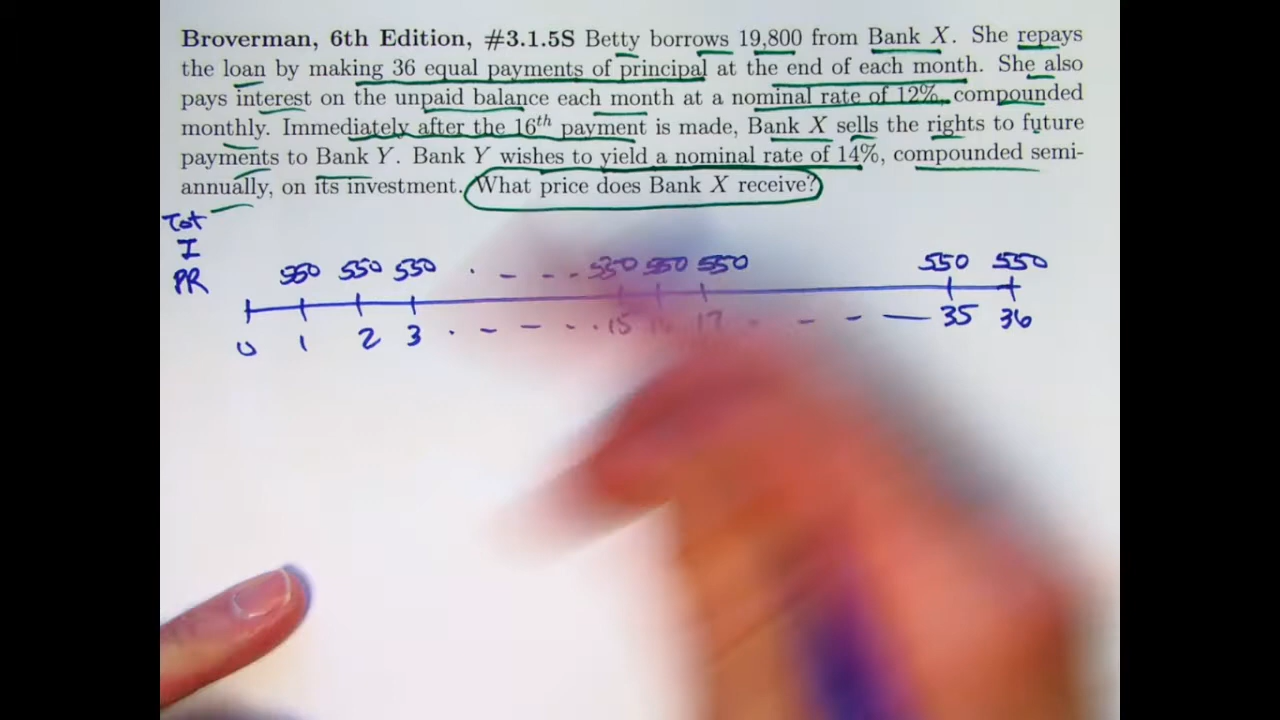 Broverman, 6th Edition, #3.1.5S Betty borrows 19,800 from Bank X. She repays
the loan by making 36 equal payments of principal at the end of each month. She also
pays interest on the unpaid balance each month at a nominal rate of 12%, compounded
monthly. Immediately after the 16th payment is made, Bank X sells the rights to future
payments to Bank Y. Bank Y wishes to yield a nominal rate of 14%, compounded semi-
annually, on its investment. What price does Bank X receive?
Tot
I
PR 550 550 550 . - - - . 550 550 550 550 550
0 1 2 3 . - - - . . 15 16 17 - - - — 35 36